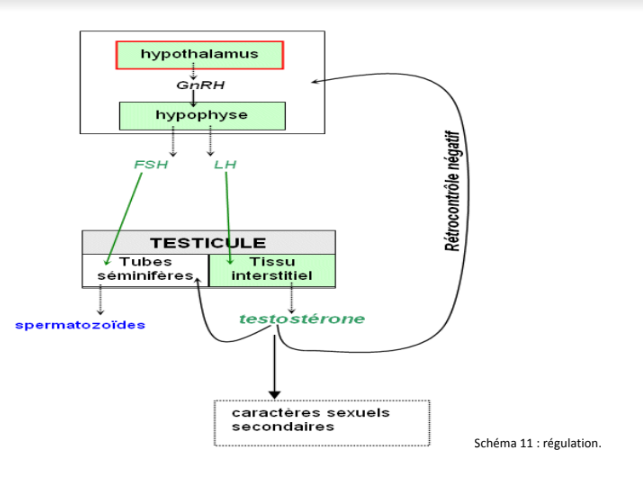 hypothalamus
GnRH
hypophyse
FSH
LH
Rétrocontrôle négatif
TESTICULE
Tubes
séminifères
Tissu
interstitiel
spermatozoïdes
testostérone
caractères sexuels
secondaires
Schéma 11 : régulation.